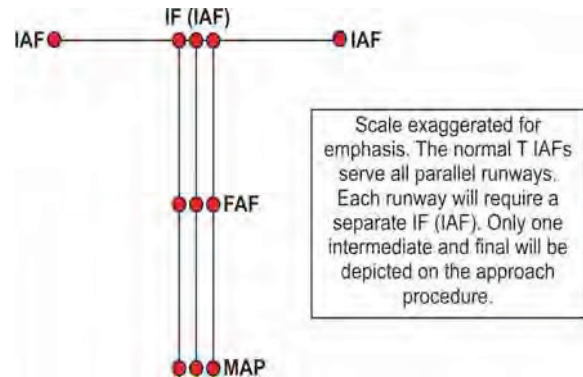 IF (IAF)
IAF
IAF
Scale exaggerated for
emphasis. The normal T IAFs
serve all parallel runways.
Each runway will require a
separate IF (IAF). Only one
intermediate and final will be
depicted on the approach
procedure.
FAF
MAP